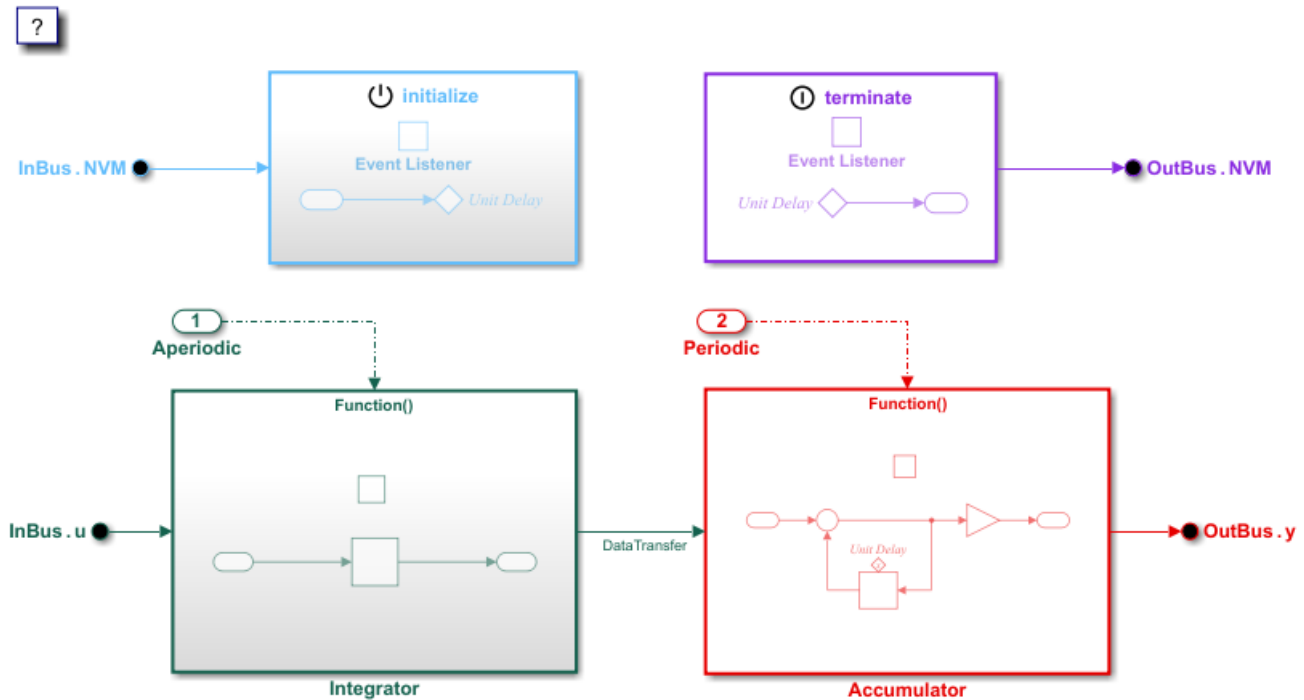 ?
initialize
Event Listener
Unit Delay
InBus.NVM
terminate
Event Listener
Unit Delay
OutBus.NVM
1
Aperiodic
2
Periodic
Function()
InBus.u
Integrator
DataTransfer
Function()
Unit Delay
x
OutBus.y
Accumulator